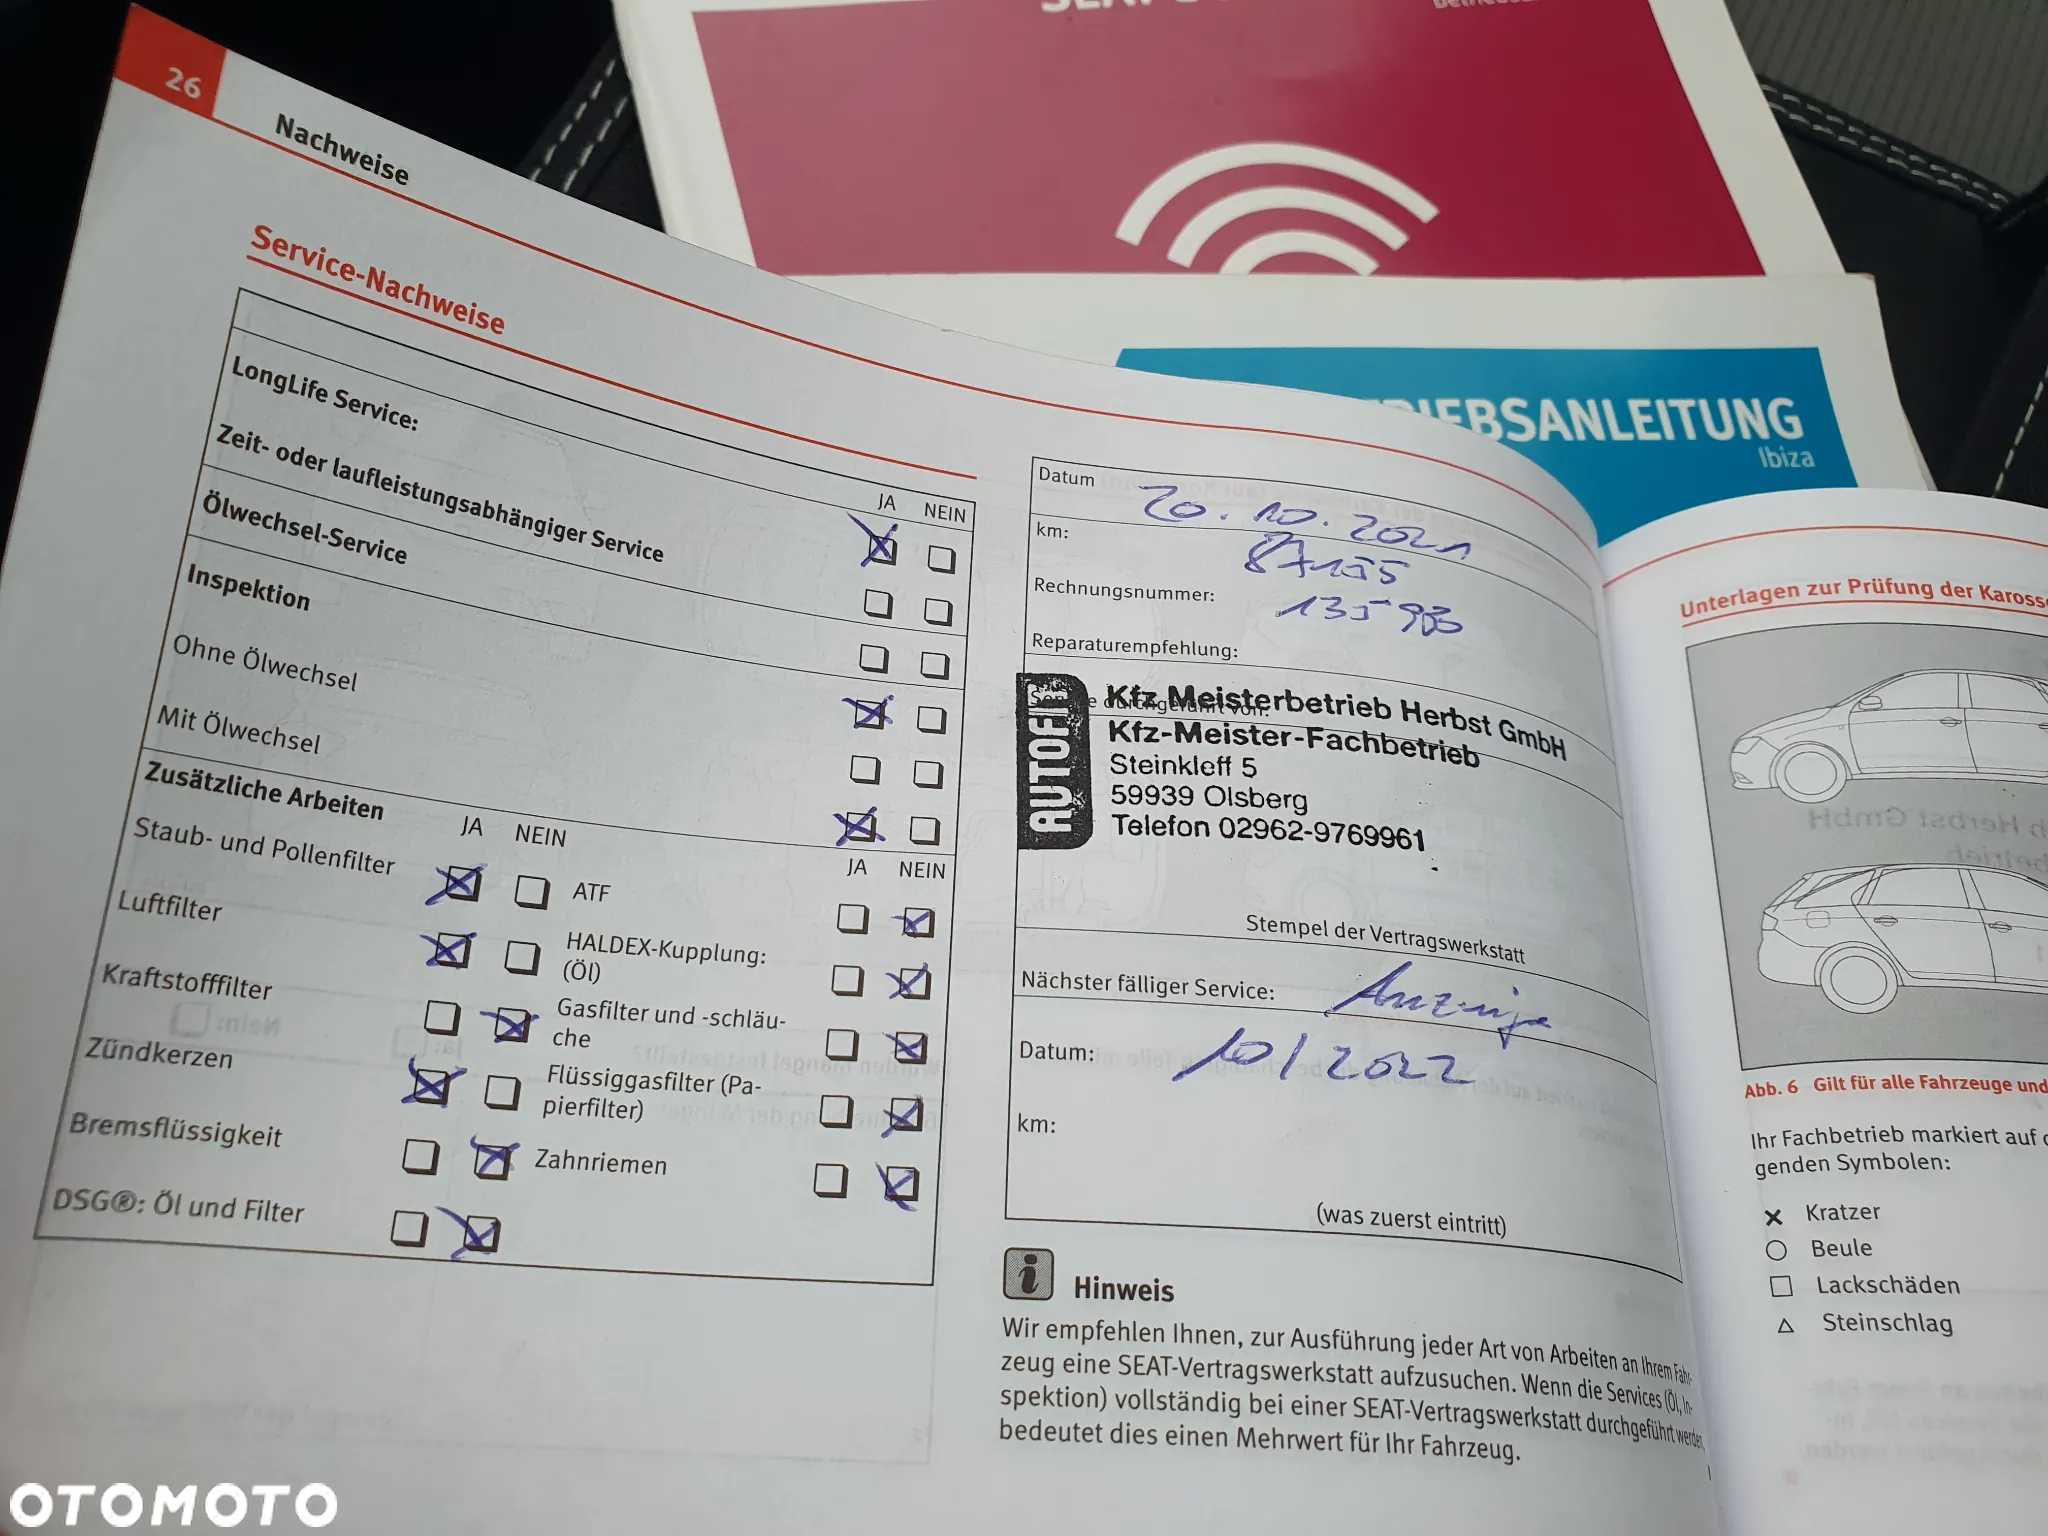 26
Nachweise
Service-Nachweise
JA NEIN
LongLife Service:
Zeit- oder laufleistungsabhängiger Service
Ölwechsel-Service
Inspektion
Ohne Ölwechsel
Mit Ölwechsel
Zusätzliche Arbeiten
JA NEIN
JA NEIN
Staub- und Pollenfilter
ATF
Luftfilter
HALDEX-Kupplung:
(Öl)
Kraftstofffilter
Gasfilter und -schläu-
che
Zündkerzen
Flüssiggasfilter (Pa-
pierfilter)
Bremsflüssigkeit
Zahnriemen
DSG®: Öl und Filter
Datum 20.10.2021
km: 87155
Rechnungsnummer:
Reparaturempfehlung:
Kfz Meisterbetrieb Herbst GmbH
Kfz-Meister-Fachbetrieb
Steinkleff 5
59939 Olsberg
Telefon 02962-9769961
Stempel der Vertragswerkstatt
Nächster fälliger Service: Anzeige
Datum: 10/2022
km:
(was zuerst eintritt)
Hinweis
Wir empfehlen Ihnen, zur Ausführung jeder Art von Arbeiten an Ihrem Fahr-
zeug eine SEAT-Vertragswerkstatt aufzusuchen. Wenn die Services (Öl, In-
spektion) vollständig bei einer SEAT-Vertragswerkstatt durchgeführt werden,
bedeutet dies einen Mehrwert für Ihr Fahrzeug.
Ibiza
Unterlagen zur Prüfung der
Abb. 6 Gilt für alle Fahrzeuge und
Ihr Fachbetrieb markiert auf
genden Symbolen:
Kratzer
Beule
Lackschäden
Steinschlag
OTOMOTO